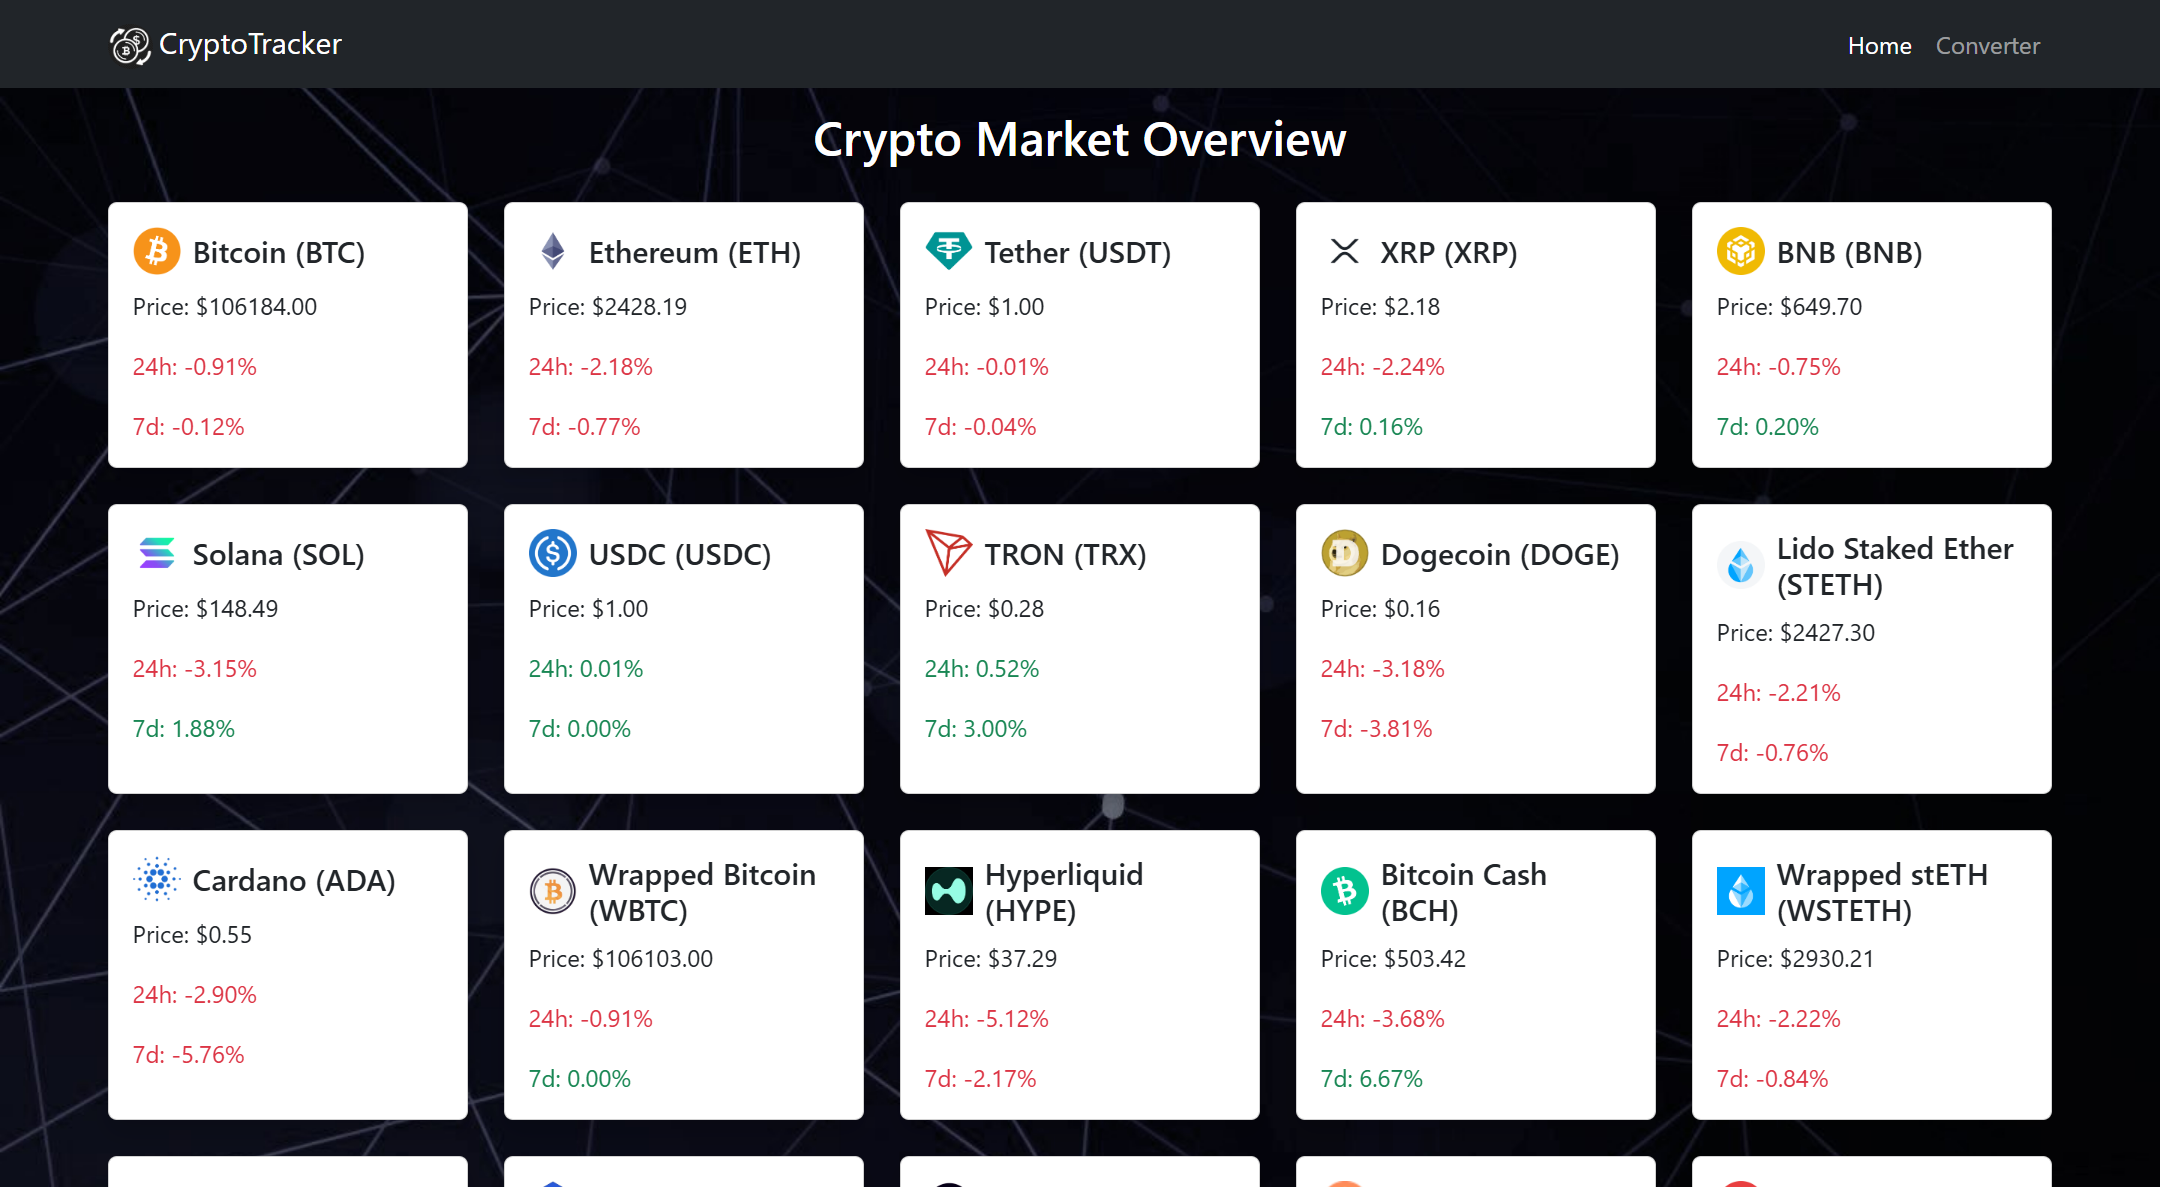 CryptoTracker
Home Converter
Crypto Market Overview
Bitcoin (BTC)
Price: $106184.00
24h: -0.91%
7d: -0.12%
Ethereum (ETH)
Price: $2428.19
24h: -2.18%
7d: -0.77%
Tether (USDT)
Price: $1.00
24h: -0.01%
7d: -0.04%
XRP (XRP)
Price: $2.18
24h: -2.24%
7d: 0.16%
BNB (BNB)
Price: $649.70
24h: -0.75%
7d: 0.20%
Solana (SOL)
Price: $148.49
24h: -3.15%
7d: 1.88%
USDC (USDC)
Price: $1.00
24h: 0.01%
7d: 0.00%
TRON (TRX)
Price: $0.28
24h: 0.52%
7d: 3.00%
Dogecoin (DOGE)
Price: $0.16
24h: -3.18%
7d: -3.81%
Lido Staked Ether
(STETH)
Price: $2427.30
24h: -2.21%
7d: -0.76%
Cardano (ADA)
Price: $0.55
24h: -2.90%
7d: -5.76%
Wrapped Bitcoin
(WBTC)
Price: $106103.00
24h: -0.91%
7d: 0.00%
Hyperliquid
(HYPE)
Price: $37.29
24h: -5.12%
7d: -2.17%
Bitcoin Cash
(BCH)
Price: $503.42
24h: -3.68%
7d: 6.67%
Wrapped stETH
(WSTETH)
Price: $2930.21
24h: -2.22%
7d: -0.84%